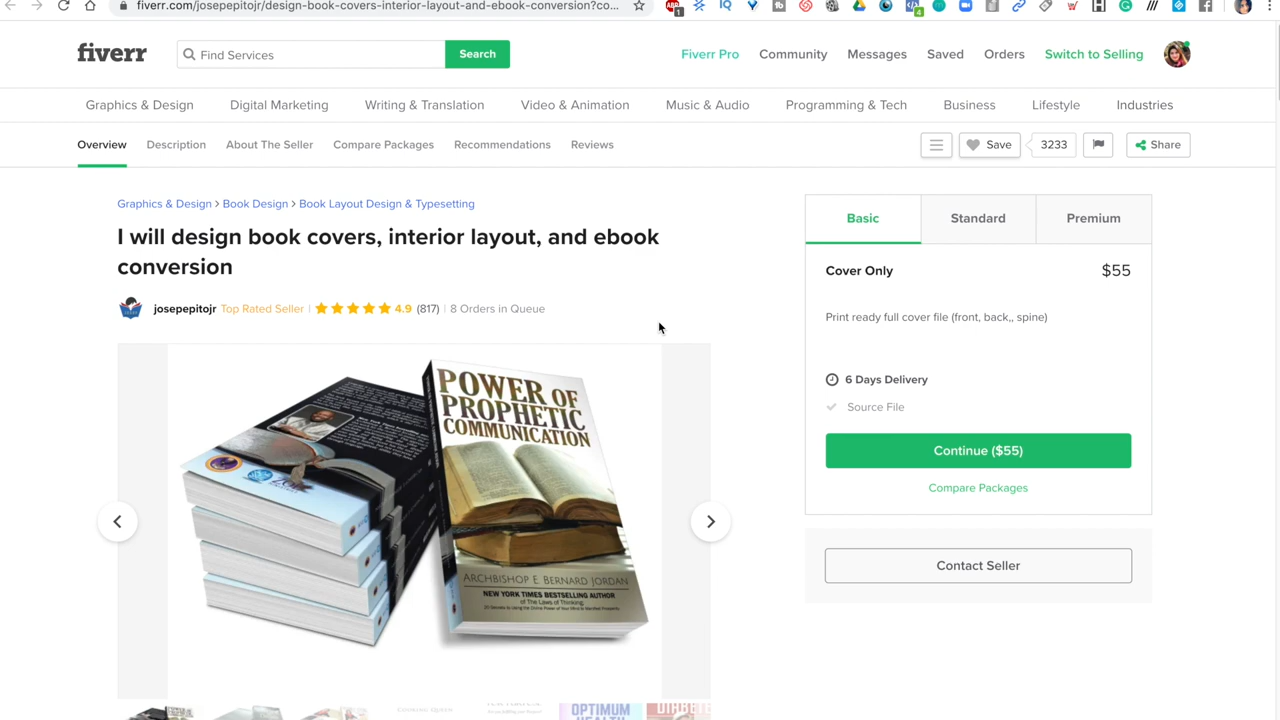 fiverr.com/josepepitojr/design-book-covers-interior-layout-and-ebook-conversion?co...
fiverr
Find Services
Search
Fiverr Pro
Community
Messages
Saved
Orders
Switch to Selling
Graphics & Design
Digital Marketing
Writing & Translation
Video & Animation
Music & Audio
Programming & Tech
Business
Lifestyle
Industries
Overview
Description
About The Seller
Compare Packages
Recommendations
Reviews
Save
3233
Share
Graphics & Design > Book Design > Book Layout Design & Typesetting
I will design book covers, interior layout, and ebook
conversion
josepepitojr Top Rated Seller 4.9 (817) 8 Orders in Queue
Basic
Standard
Premium
Cover Only
$55
Print ready full cover file (front, back,, spine)
6 Days Delivery
Source File
Continue ($55)
Compare Packages
Contact Seller
POWER OF
PROPHETIC
COMMUNICATION
ARCHBISHOP E. BERNARD JORDAN
NEW YORK TIMES BESTSELLING AUTHOR
of The Laws of Thinking:
OPTIMUM